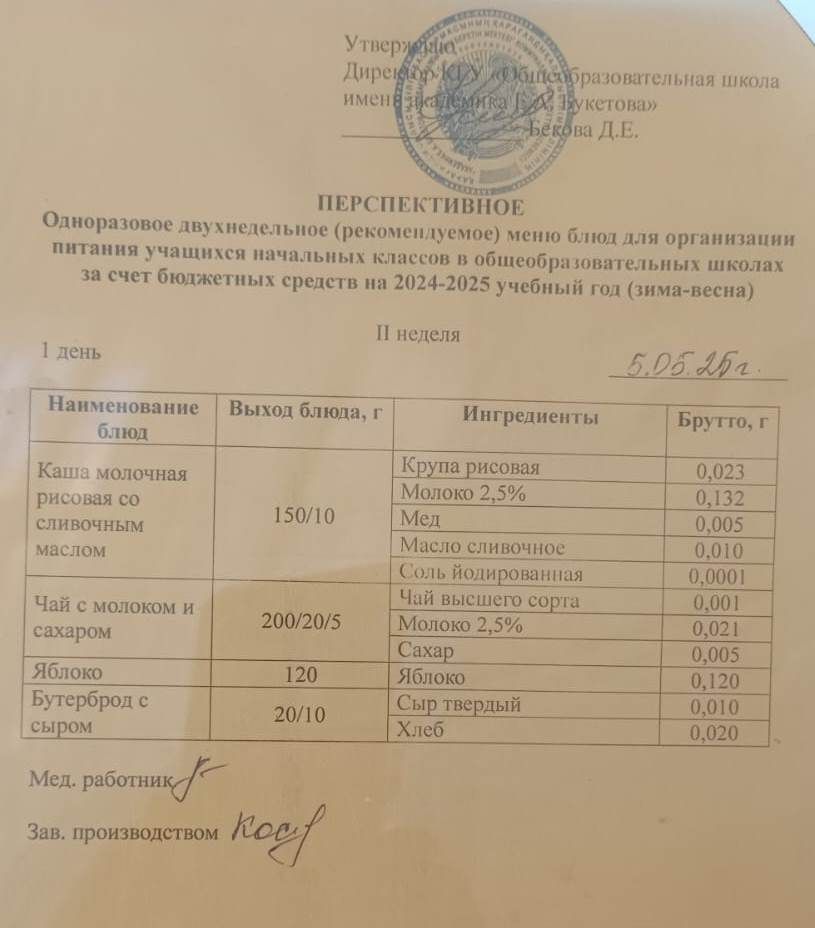 Утверждаю
Директор КГУ «Общеобразовательная школа
имени академика Е.А. Букетова»
Бекова Д.Е.
ПЕРСПЕКТИВНОЕ
Одноразовое двухнедельное (рекомендуемое) меню блюд для организации
питания учащихся начальных классов в общеобразовательных школах
за счет бюджетных средств на 2024-2025 учебный год (зима-весна)
II неделя
1 день
5.05.25г.
Наименование блюд Выход блюда, г Ингредиенты Брутто, г
Каша молочная рисовая со сливочным маслом 150/10 Крупа рисовая 0,023
Молоко 2,5% 0,132
Мед 0,005
Масло сливочное 0,010
Соль йодированная 0,0001
Чай с молоком и сахаром 200/20/5 Чай высшего сорта 0,001
Молоко 2,5% 0,021
Сахар 0,005
Яблоко 120 Яблоко 0,120
Бутерброд с сыром 20/10 Сыр твердый 0,010
Хлеб 0,020
Мед. работник
Зав. производством